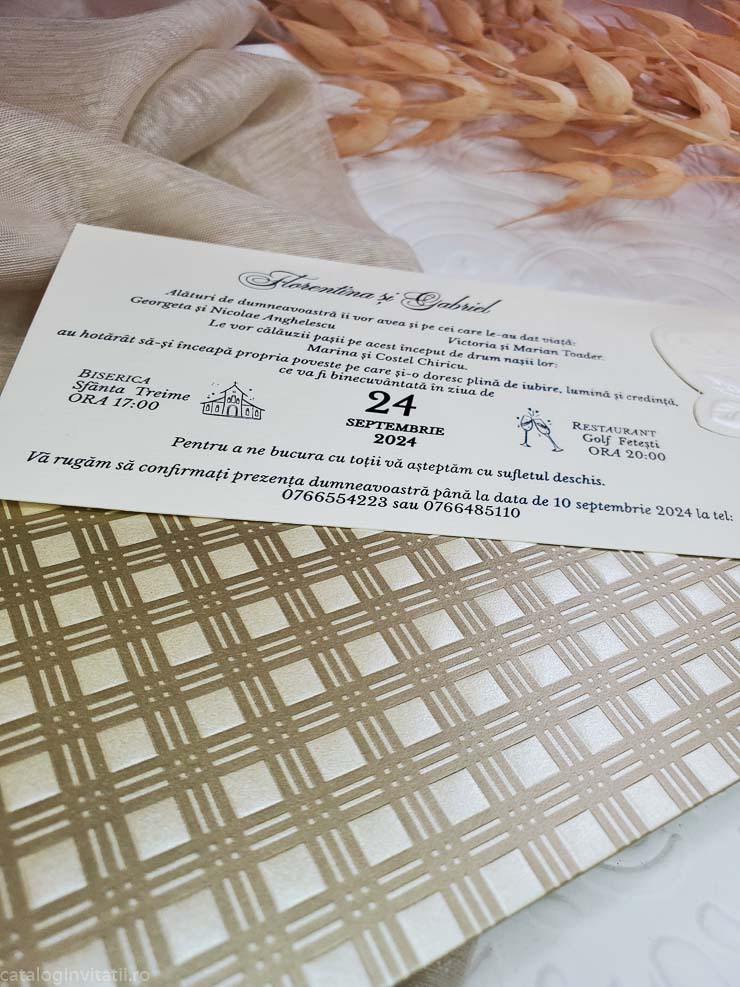 Florentina și Gabriel
Alături de dumneavoastră îi vor avea și pe cei care le-au dat viață:
Georgeta și Nicolae Anghelescu Victoria și Marian Toader.
Le vor călăuzii pașii pe acest început de drum nașii lor:
Marina și Costel Chiricu.
au hotărât să-și înceapă propria poveste pe care și-o doresc plină de iubire, lumină și credință,
ce va fi binecuvântată în ziua de
BISERICA
Sfânta Treime
ORA 17:00
24
SEPTEMBRIE
2024
RESTAURANT
Golf Fetești
ORA 20:00
Pentru a ne bucura cu toții vă așteptăm cu sufletul deschis.
Vă rugăm să confirmați prezența dumneavoastră până la data de 10 septembrie 2024 la tel:
0766554223 sau 0766485110
cataloginvitatii.ro